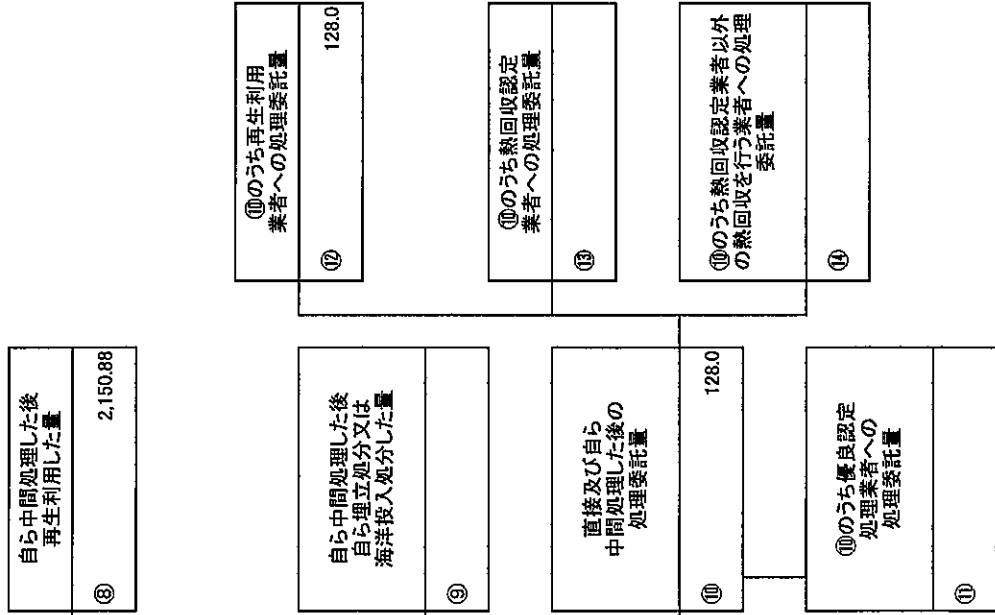 自ら中間処理した後
再生利用した量
⑧
2,150.88
自ら中間処理した後
自ら埋立処分又は
海洋投入処分した量
⑨
直接及び自ら
中間処理した後の
処理委託量
⑩
128.0
⑩のうち優良認定
処理業者への
処理委託量
⑪
⑩のうち再生利用
業者への処理委託量
⑫
128.0
⑩のうち熱回収認定
業者への処理委託量
⑬
⑩のうち熱回収認定業者以外
の熱回収を行う業者への処理
委託量
⑭